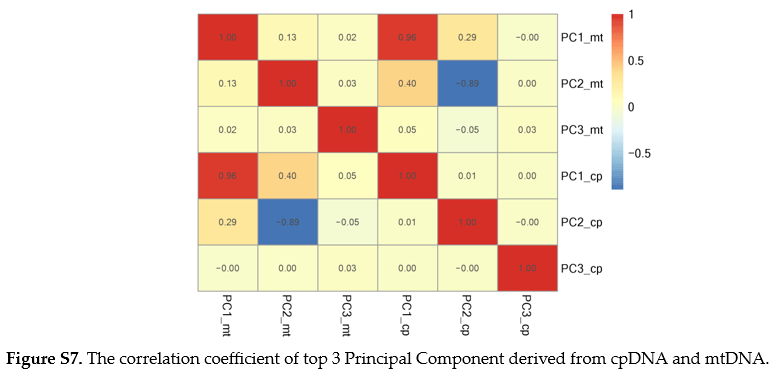 1.00 0.13 0.02 0.96 0.29 −0.00 PC1_mt
0.13 1.00 0.03 0.40 −0.89 0.00 PC2_mt
0.02 0.03 1.00 0.05 −0.05 0.03 PC3_mt
0.96 0.40 0.05 1.00 0.01 0.00 PC1_cp
0.29 −0.89 −0.05 0.01 1.00 −0.00 PC2_cp
−0.00 0.00 0.03 0.00 −0.00 1.00 PC3_cp
PC1_mt PC2_mt PC3_mt PC1_cp PC2_cp PC3_cp
1
0.5
0
−0.5
Figure S7. The correlation coefficient of top 3 Principal Component derived from cpDNA and mtDNA.